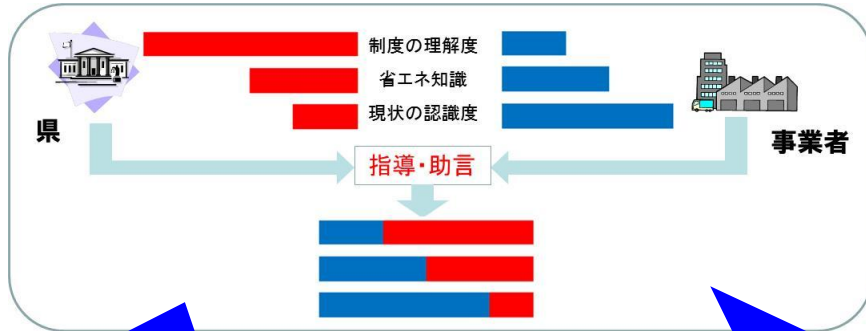 制度の理解度
省エネ知識
現状の認識度
県
事業者
指導・助言